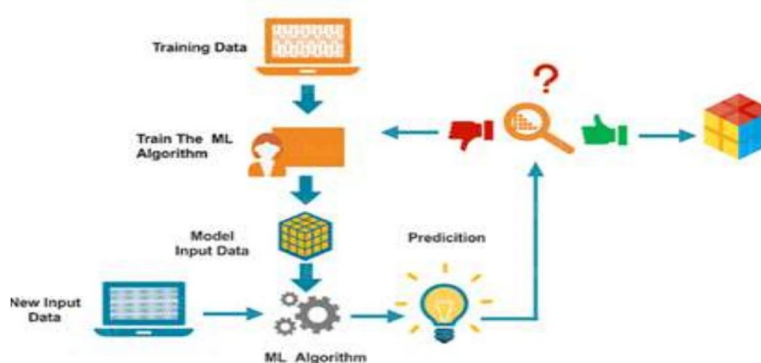 Training Data
?
Train The ML
Algorithm
Model
Input Data
Predicition
New Input
Data
ML Algorithm